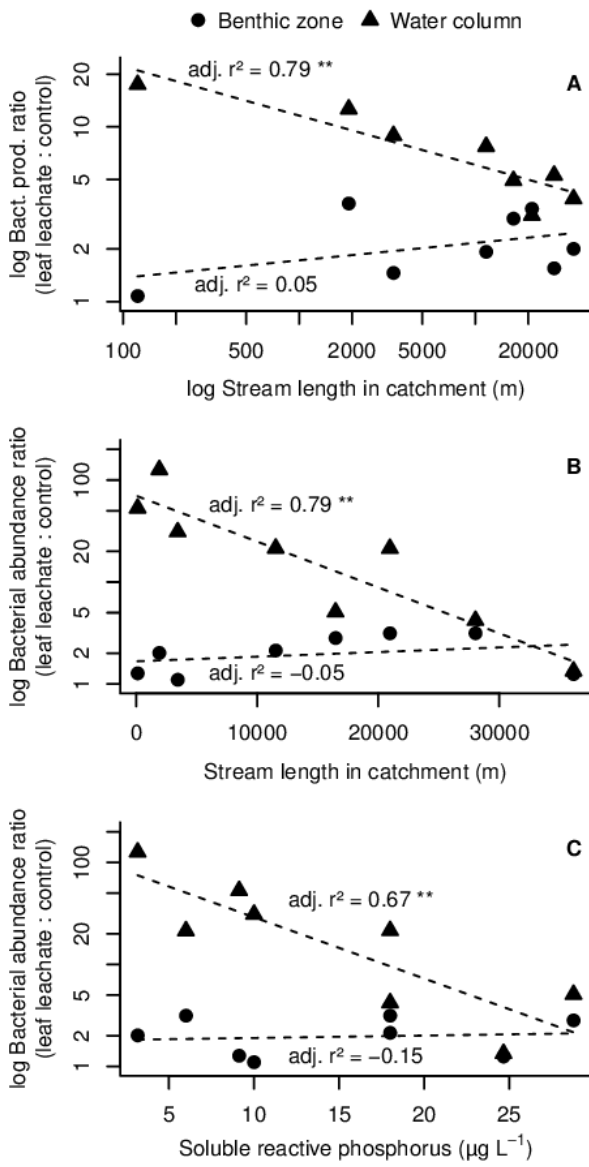 Benthic zone Water column
A
adj. r² = 0.79 **
adj. r² = 0.05
log Bact. prod. ratio
(leaf leachate : control)
20
10
5
2
1
100 500 2000 5000 20000
log Stream length in catchment (m)
B
adj. r² = 0.79 **
adj. r² = −0.05
log Bacterial abundance ratio
(leaf leachate : control)
100
20
5
2
1
0 10000 20000 30000
Stream length in catchment (m)
C
adj. r² = 0.67 **
adj. r² = −0.15
log Bacterial abundance ratio
(leaf leachate : control)
100
20
5
2
1
5 10 15 20 25
Soluble reactive phosphorus (µg L⁻¹)